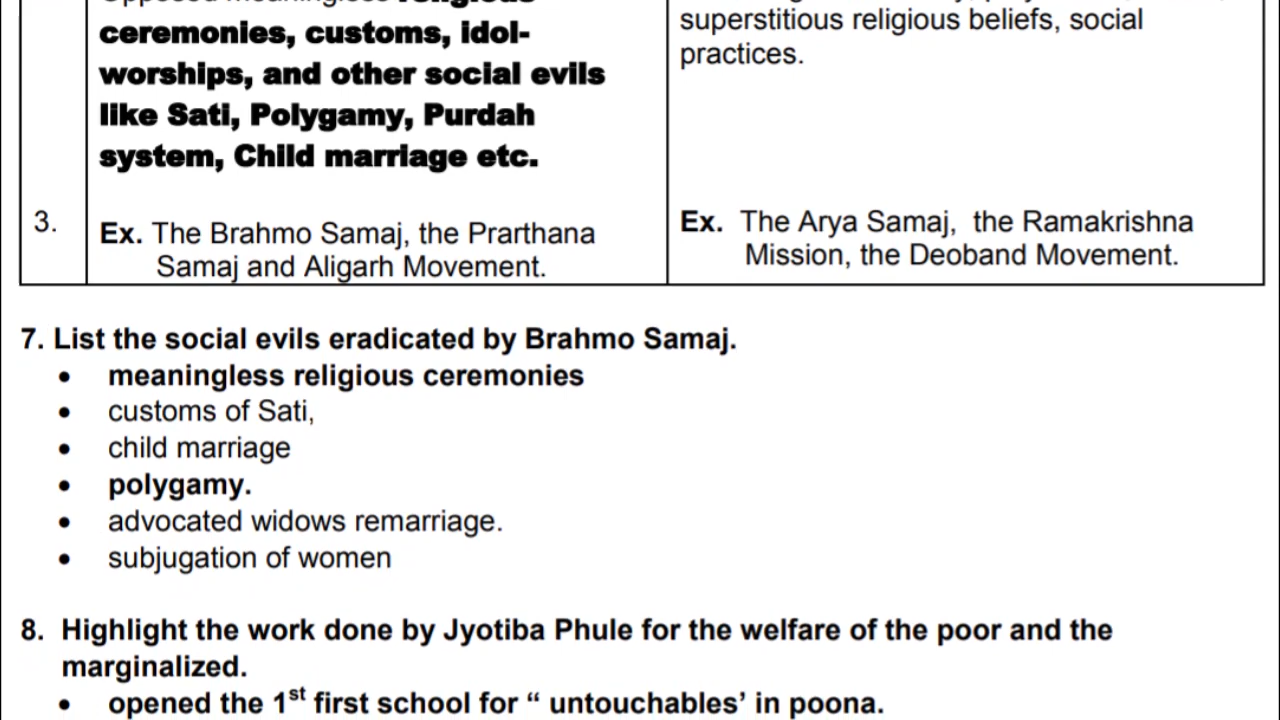 ceremonies, customs, idol-
worships, and other social evils
like Sati, Polygamy, Purdah
system, Child marriage etc.
superstitious religious beliefs, social
practices.
3.
Ex. The Brahmo Samaj, the Prarthana
Samaj and Aligarh Movement.
Ex. The Arya Samaj, the Ramakrishna
Mission, the Deoband Movement.
7. List the social evils eradicated by Brahmo Samaj.
• meaningless religious ceremonies
• customs of Sati,
• child marriage
• polygamy.
• advocated widows remarriage.
• subjugation of women
8. Highlight the work done by Jyotiba Phule for the welfare of the poor and the
marginalized.
• opened the 1st first school for “ untouchables’ in poona.